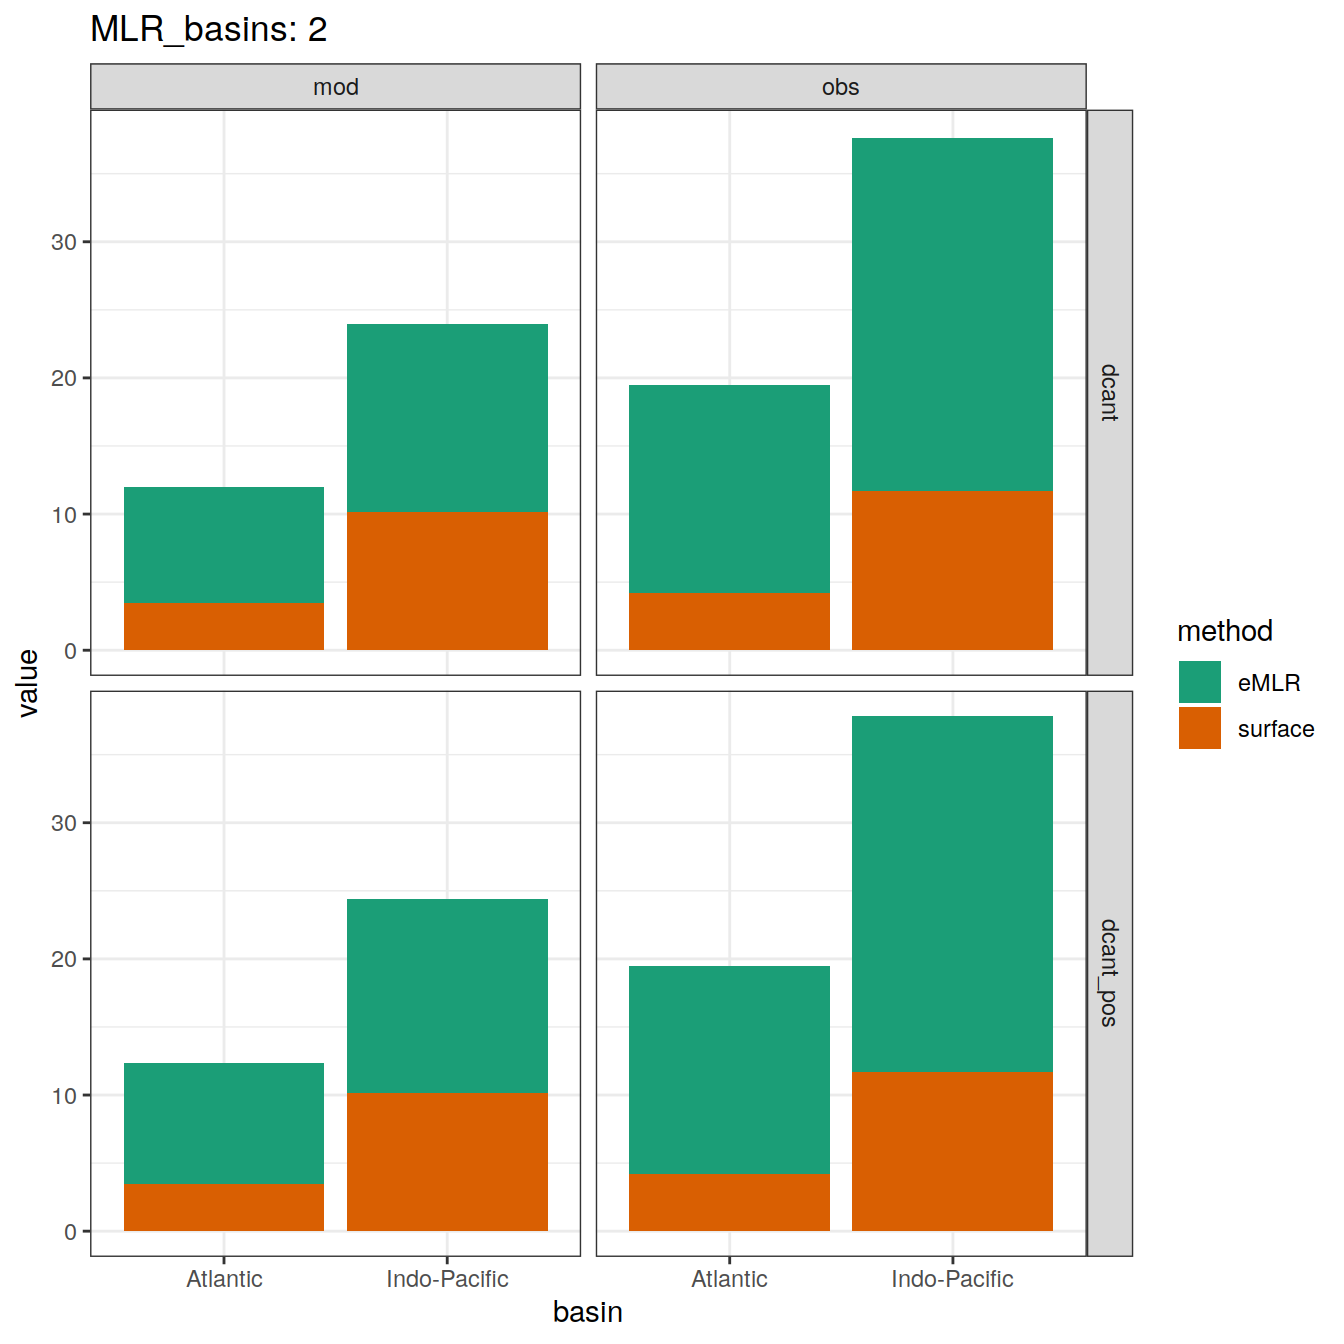 MLR_basins: 2
mod
obs
30
20
10
0
dcant
value
30
20
10
0
dcant_pos
Atlantic
Indo-Pacific
Atlantic
Indo-Pacific
basin
method
eMLR
surface